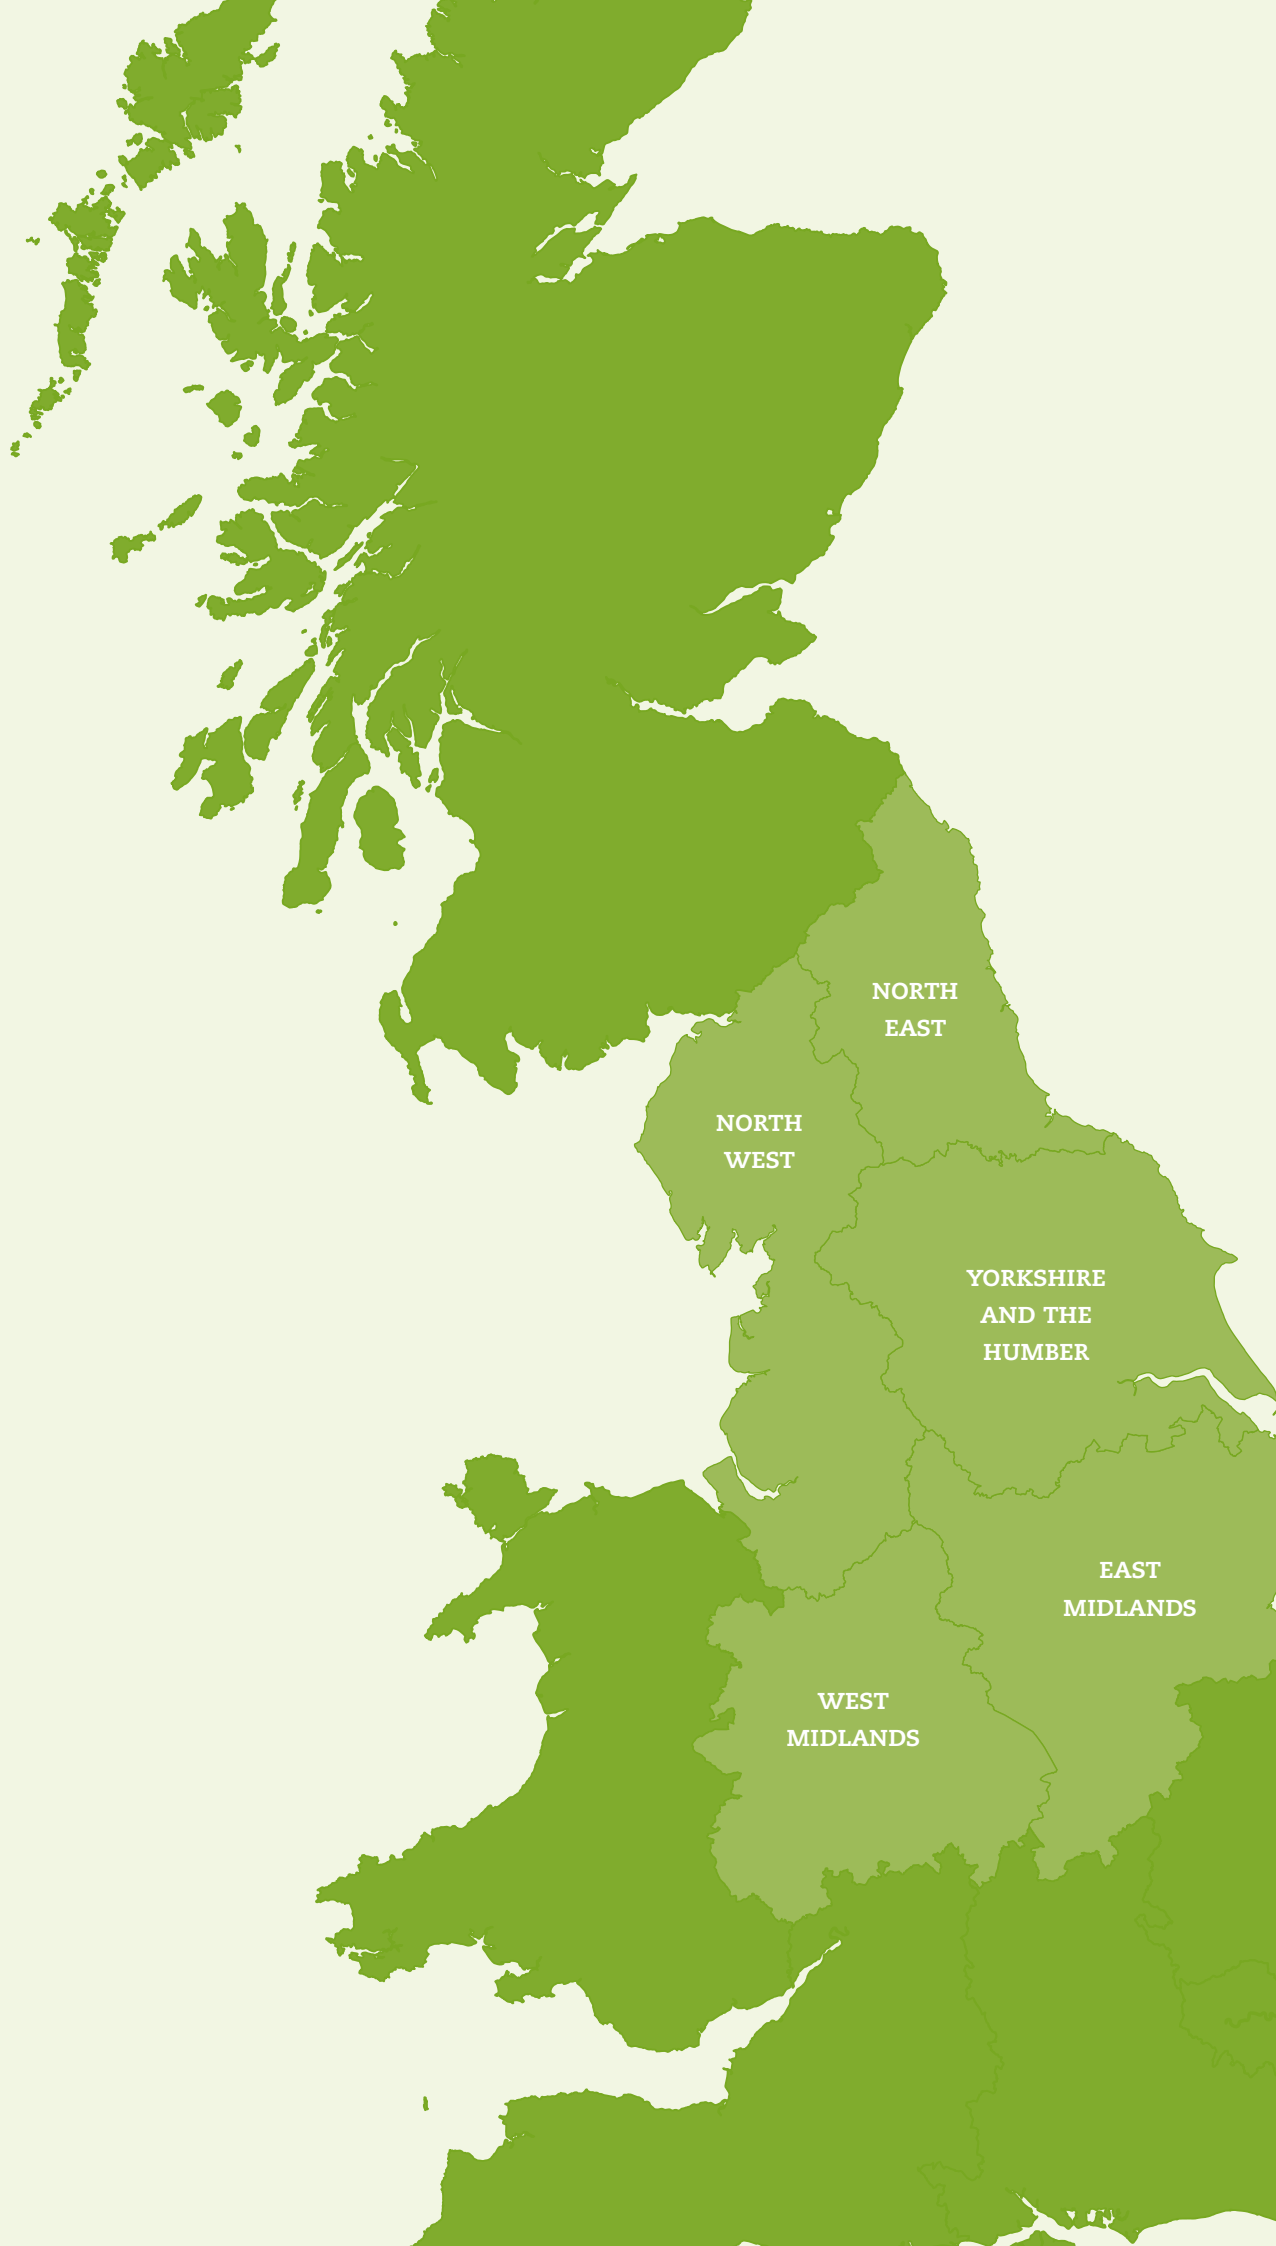 NORTH
EAST
NORTH
WEST
YORKSHIRE
AND THE
HUMBER
EAST
MIDLANDS
WEST
MIDLANDS